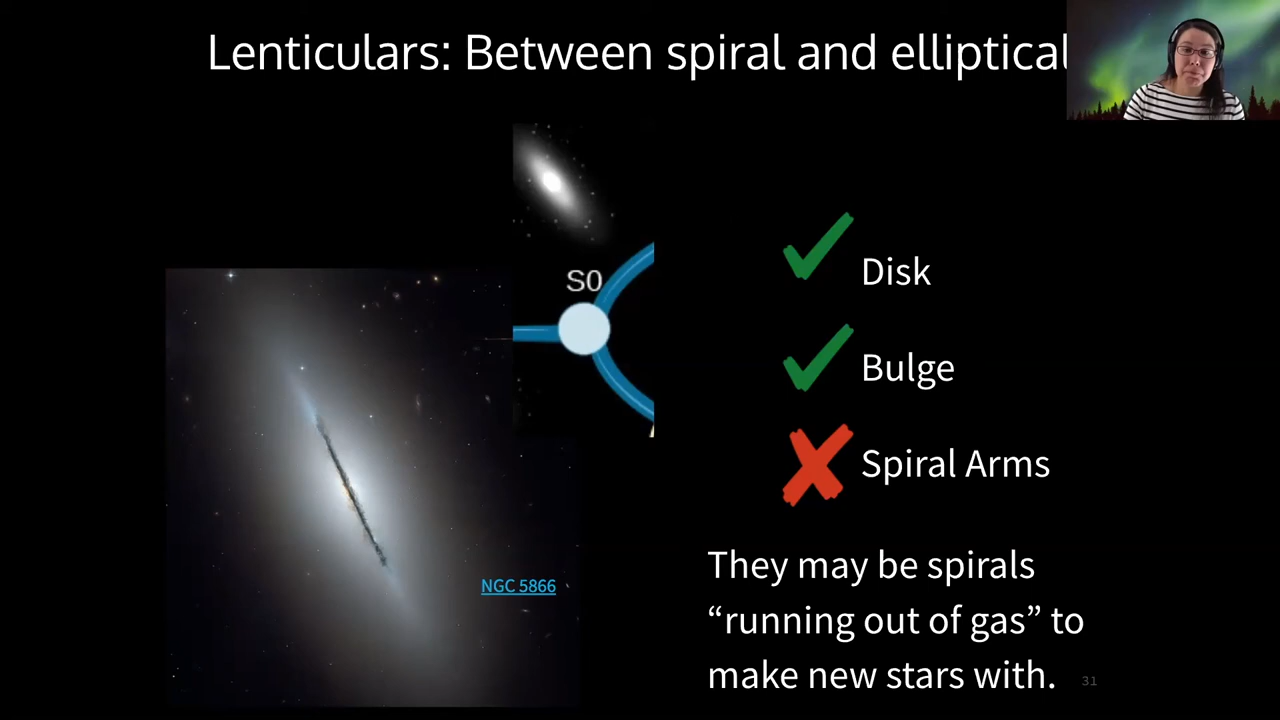 Lenticulars: Between spiral and elliptical
S0
Disk
Bulge
Spiral Arms
NGC 5866
They may be spirals
“running out of gas” to
make new stars with.
31